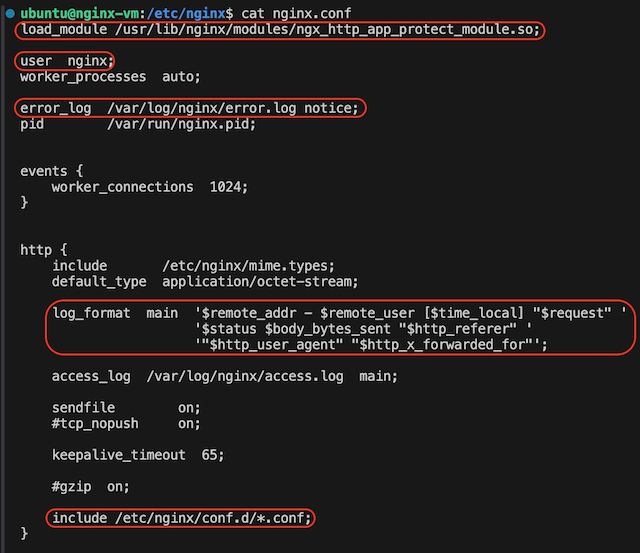 ubuntu@nginx-vm:/etc/nginx$ cat nginx.conf
load_module /usr/lib/nginx/modules/ngx_http_app_protect_module.so;
user  nginx;
worker_processes  auto;
error_log  /var/log/nginx/error.log notice;
pid        /var/run/nginx.pid;
events {
    worker_connections  1024;
}
http {
    include       /etc/nginx/mime.types;
    default_type  application/octet-stream;
    log_format  main  '$remote_addr - $remote_user [$time_local] "$request" '
                      '$status $body_bytes_sent "$http_referer" '
                      '"$http_user_agent" "$http_x_forwarded_for"';
    access_log  /var/log/nginx/access.log  main;
    sendfile        on;
    #tcp_nopush     on;
    keepalive_timeout  65;
    #gzip  on;
    include /etc/nginx/conf.d/*.conf;
}